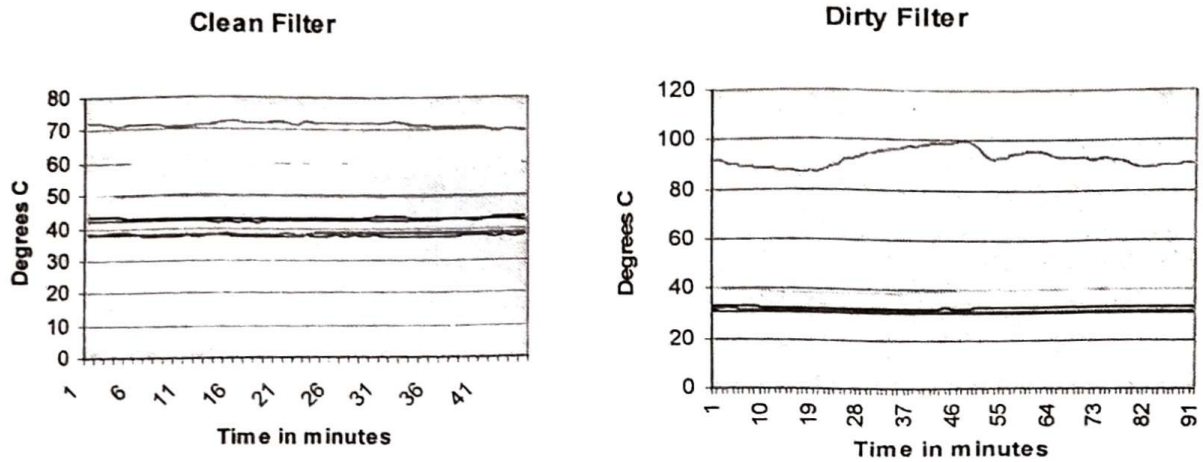 Clean Filter
80
70
60
50
40
30
20
10
0
Degrees C
1 6 11 16 21 26 31 36 41
Time in minutes
Dirty Filter
120
100
80
60
40
20
0
Degrees C
1 10 19 28 37 46 55 64 73 82 91
Time in minutes